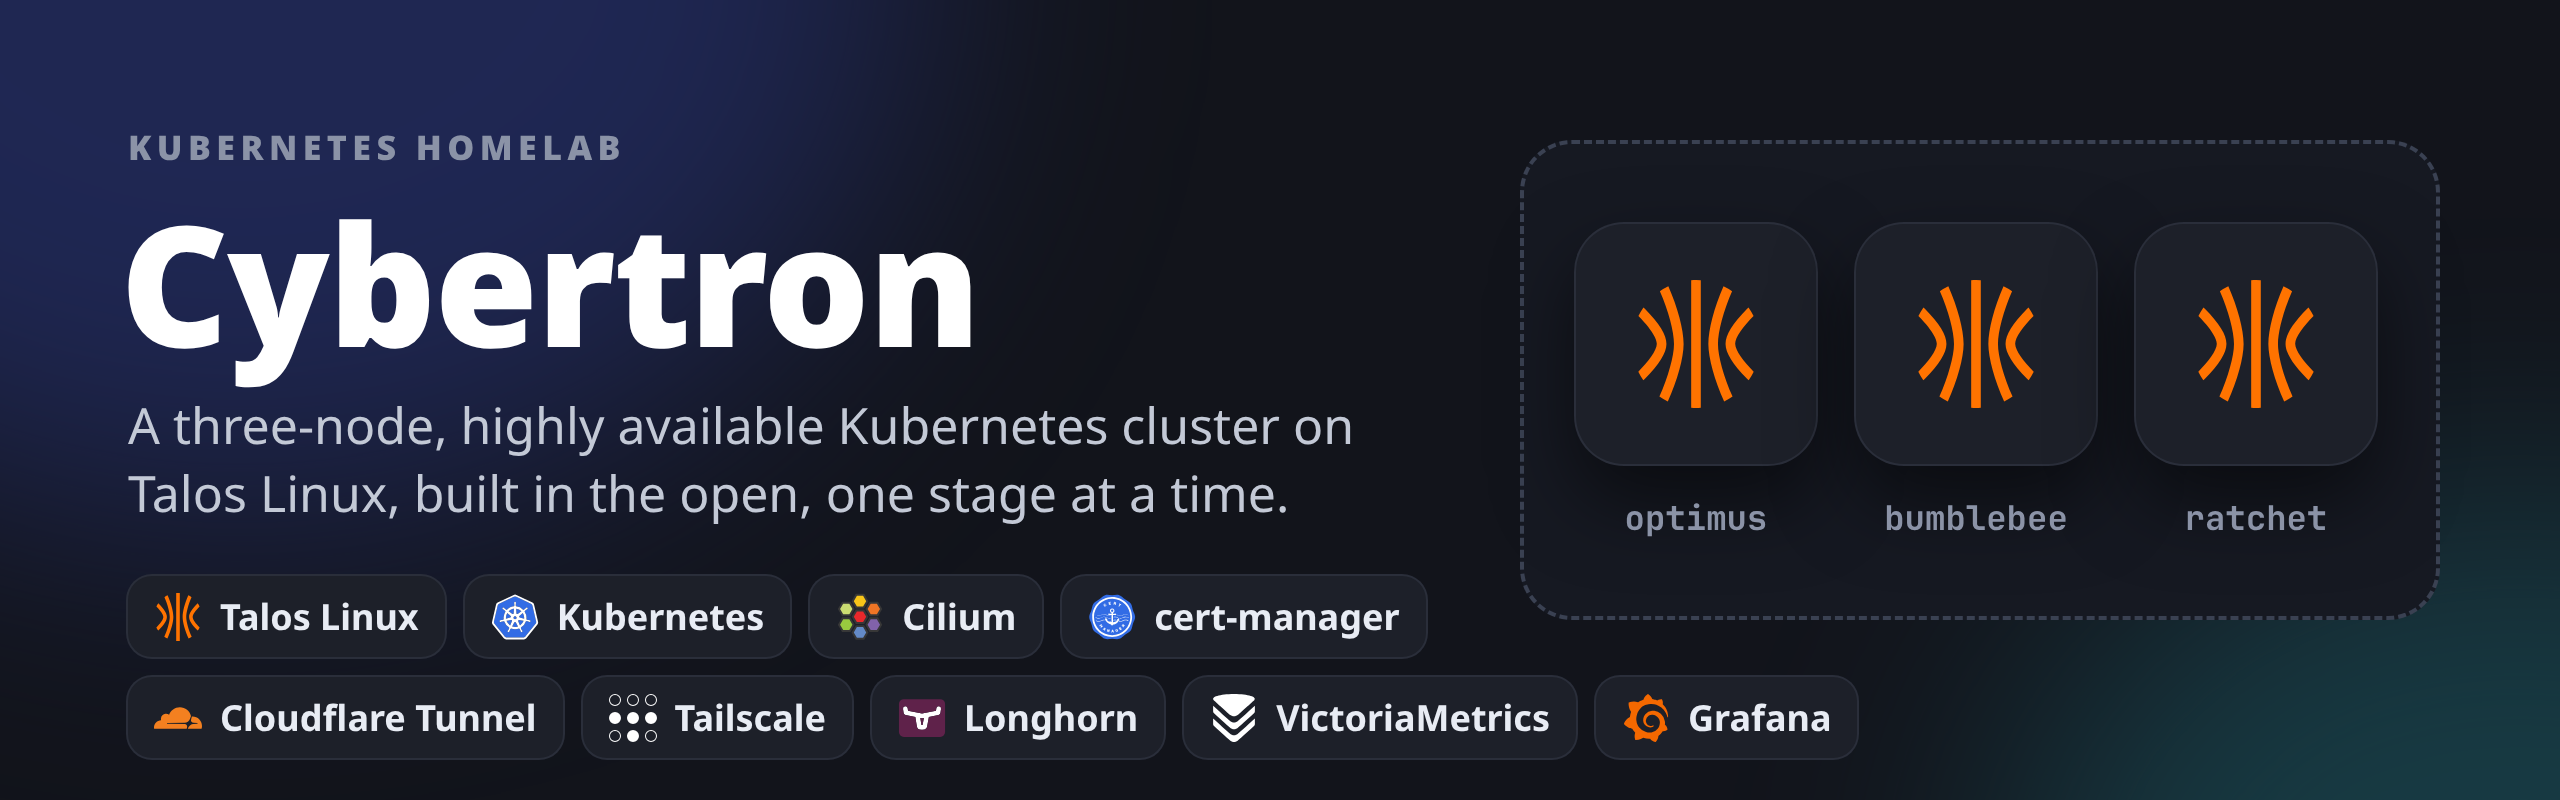 KUBERNETES HOMELAB
Cybertron
A three-node, highly available Kubernetes cluster on
Talos Linux, built in the open, one stage at a time.
optimus bumblebee ratchet
Talos Linux Kubernetes Cilium cert-manager
Cloudflare Tunnel Tailscale Longhorn VictoriaMetrics Grafana